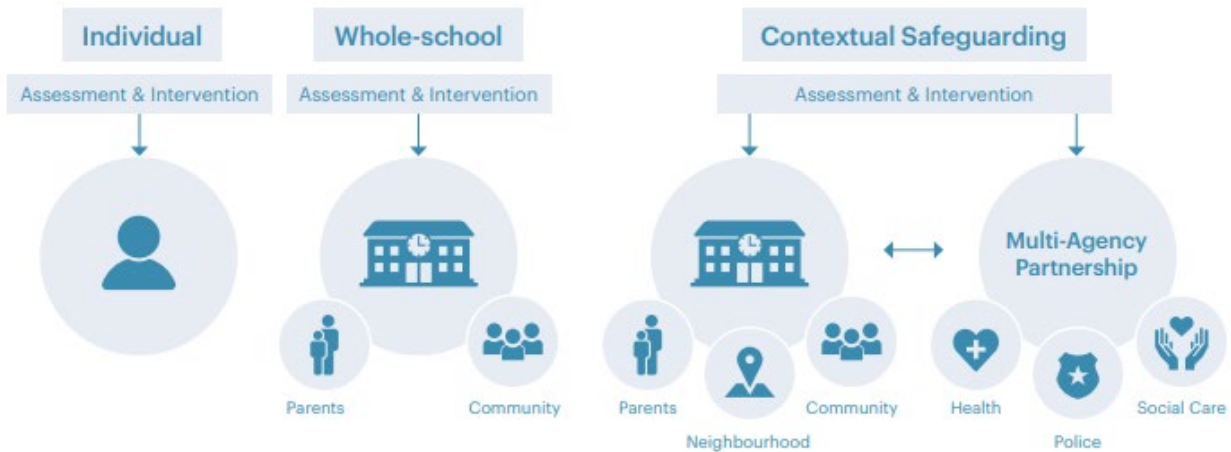 Individual
Assessment & Intervention
Whole-school
Assessment & Intervention
Parents
Community
Contextual Safeguarding
Assessment & Intervention
Parents
Neighbourhood
Community
Multi-Agency
Partnership
Health
Police
Social Care